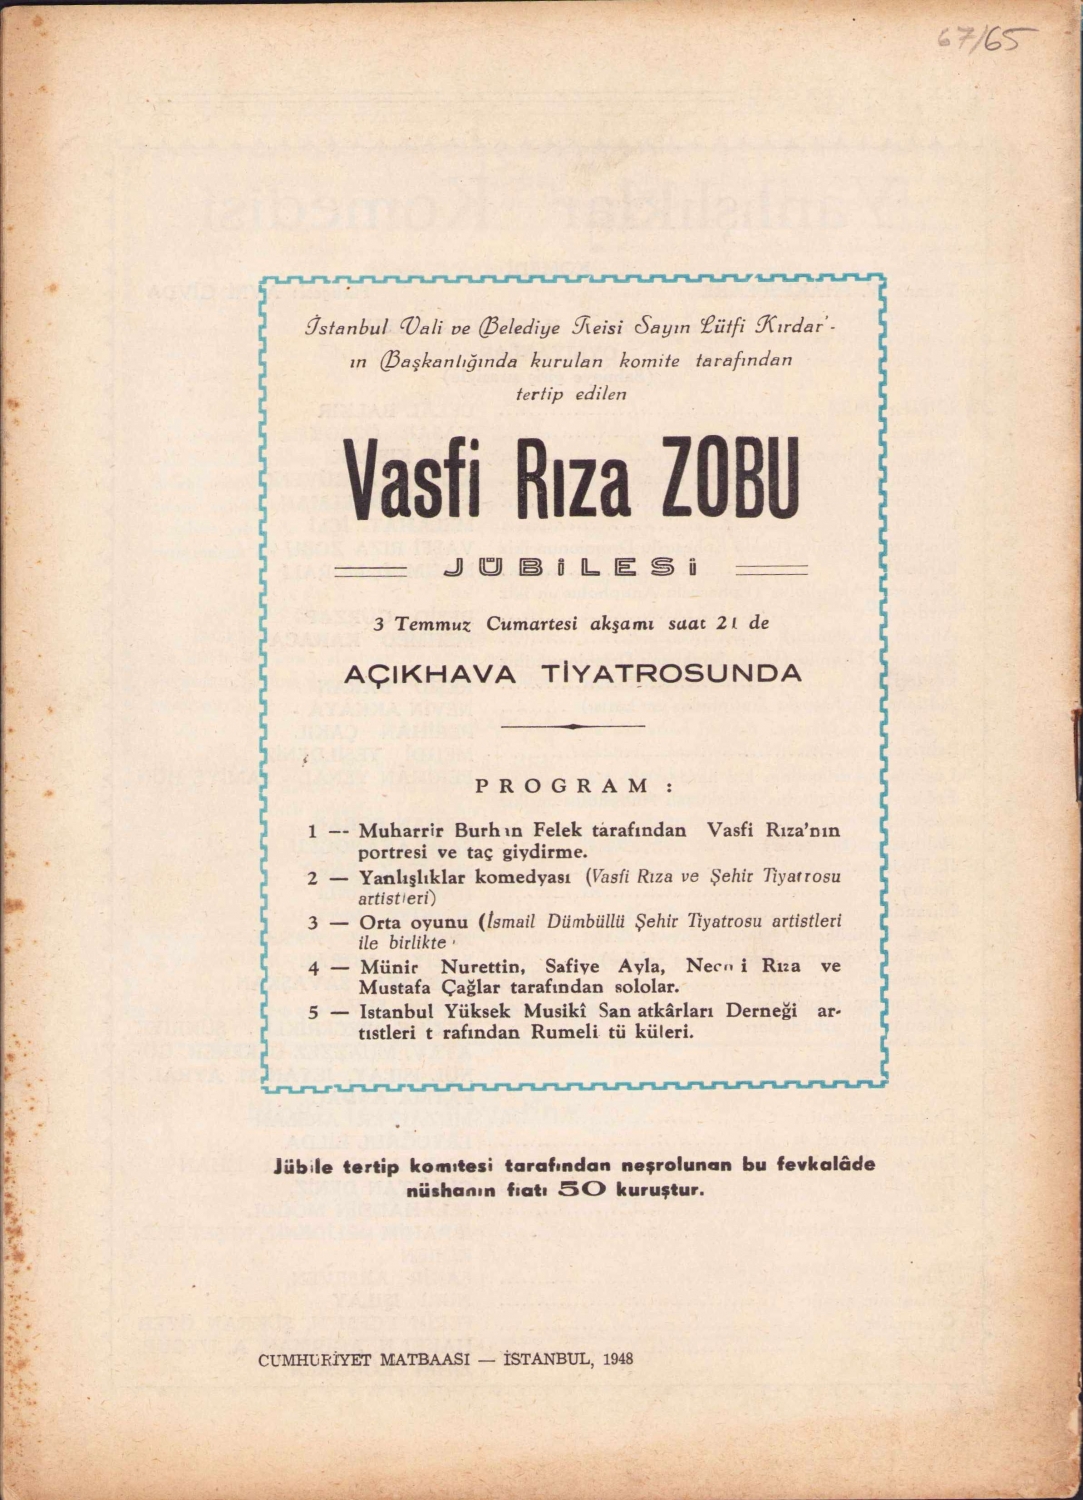 67/65
İstanbul Vali ve Belediye Reisi Sayın Lütfi Kırdar'-
ın Başkanlığında kurulan komite tarafından
tertip edilen
Vasfi Rıza ZOBU
JÜBİLESİ
3 Temmuz Cumartesi akşamı saat 21 de
AÇIKHAVA TİYATROSUNDA
PROGRAM :
1 — Muharrir Burhan Felek tarafından Vasfi Rıza'nın
portresi ve taç giydirme.
2 — Yanlışlıklar komedyası (Vasfi Rıza ve Şehir Tiyatrosu
artistleri)
3 — Orta oyunu (İsmail Dümbüllü Şehir Tiyatrosu artistleri
ile birlikte
4 — Münir Nurettin, Safiye Ayla, Necmi Rıza ve
Mustafa Çağlar tarafından sololar.
5 — Istanbul Yüksek Musikî San atkârları Derneği ar-
tistleri t rafından Rumeli tü küleri.
Jübile tertip komitesi tarafından neşrolunan bu fevkalâde
nüshanın fiatı 50 kuruştur.
CUMHURİYET MATBAASI — İSTANBUL, 1948